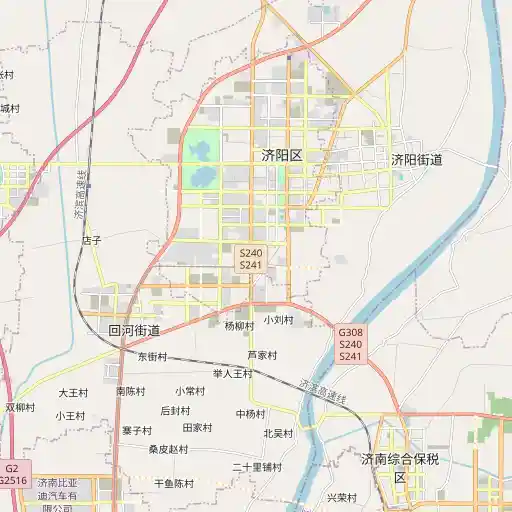 张村
城村
济阳区
济阳街道
济滨高速线
店子
S240
S241
回河街道
杨柳村
小刘村
G308
S240
S241
东街村
芦家村
举人王村
济滨高速线
大王村
南陈村
小常村
双柳村
小王村
后封村
中杨村
寨子村
田家村
北吴村
桑皮赵村
济南综合保税
区
G2
G2516
二十里铺村
济南比亚
迪汽车有
限公司
干鱼陈村
兴荣村